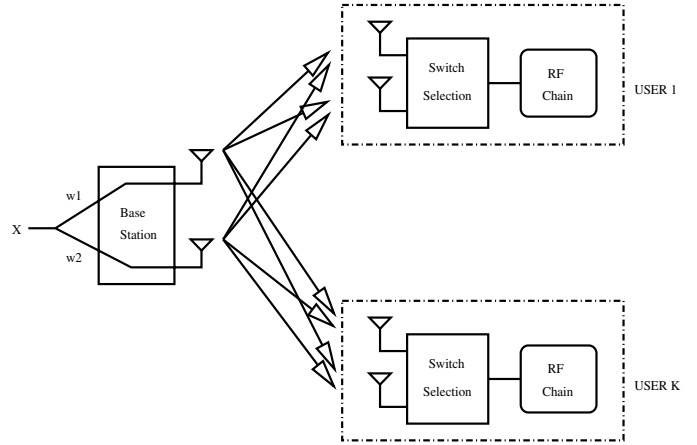 Switch
Selection
RF
Chain
USER 1
w1
X
w2
Base
Station
Switch
Selection
RF
Chain
USER K